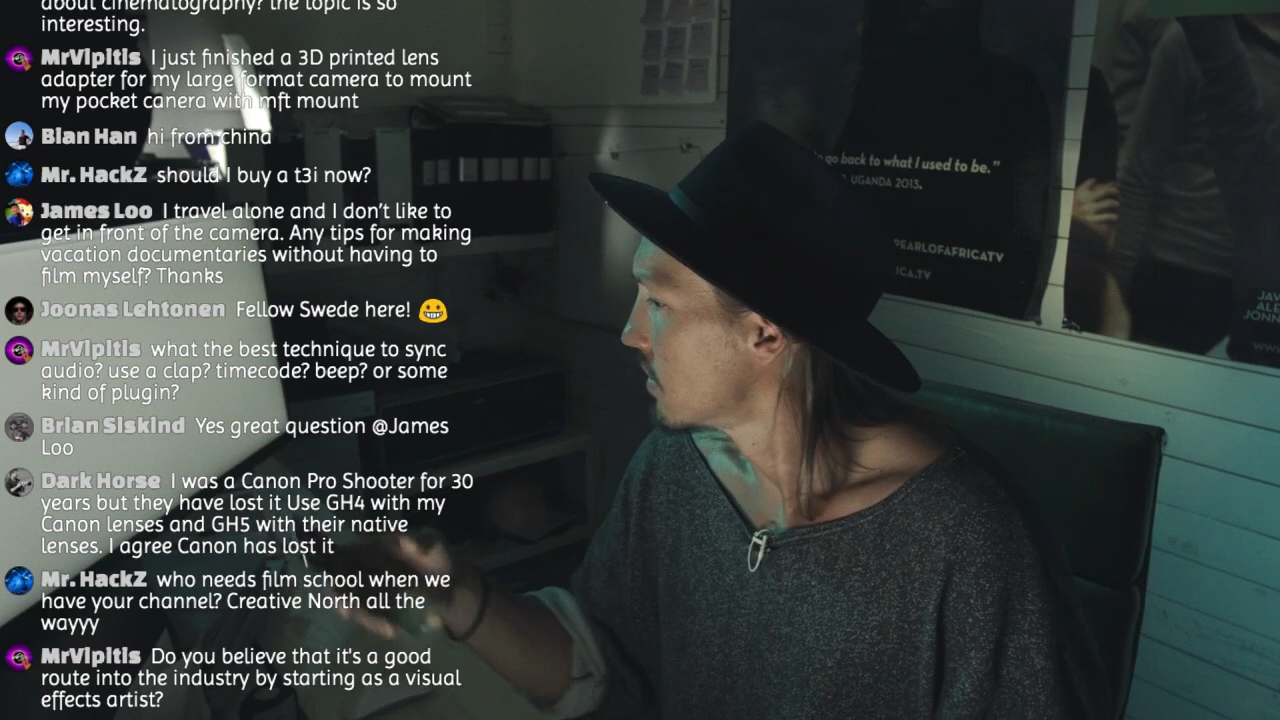 about cinematography? the topic is so
interesting.
MrVipitis I just finished a 3D printed lens
adapter for my large format camera to mount
my pocket canera with mft mount
Bian Han hi from china
Mr. HackZ should I buy a t3i now?
James Loo I travel alone and I don't like to
get in front of the camera. Any tips for making
vacation documentaries without having to
film myself? Thanks
Joonas Lehtonen Fellow Swede here! 😀
MrVipitis what the best technique to sync
audio? use a clap? timecode? beep? or some
kind of plugin?
Brian Siskind Yes great question @James
Loo
Dark Horse I was a Canon Pro Shooter for 30
years but they have lost it Use GH4 with my
Canon lenses and GH5 with their native
lenses. I agree Canon has lost it
Mr. HackZ who needs film school when we
have your channel? Creative North all the
wayyy
MrVipitis Do you believe that it's a good
route into the industry by starting as a visual
effects artist?
go back to what I used to be."
UGANDA 2013.
PEARLOFAFRICATV
ICA.TV